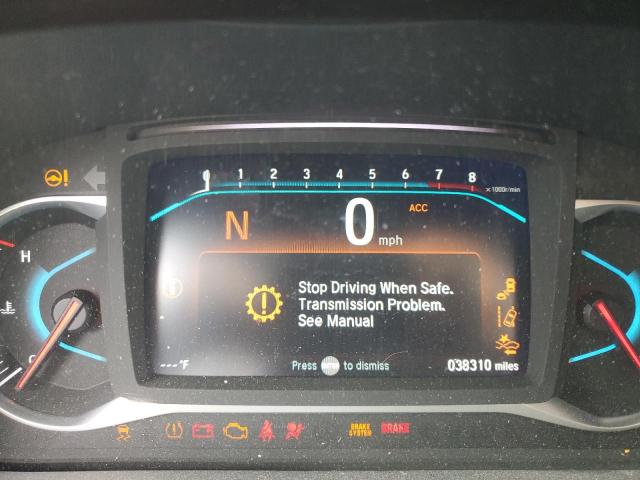 0 1 2 3 4 5 6 7 8
×1000r/min
N 0 mph
ACC
H
Stop Driving When Safe.
Transmission Problem.
See Manual
C
---°F
Press ENTER to dismiss
038310 miles
BRAKE
SYSTEM
BRAKE